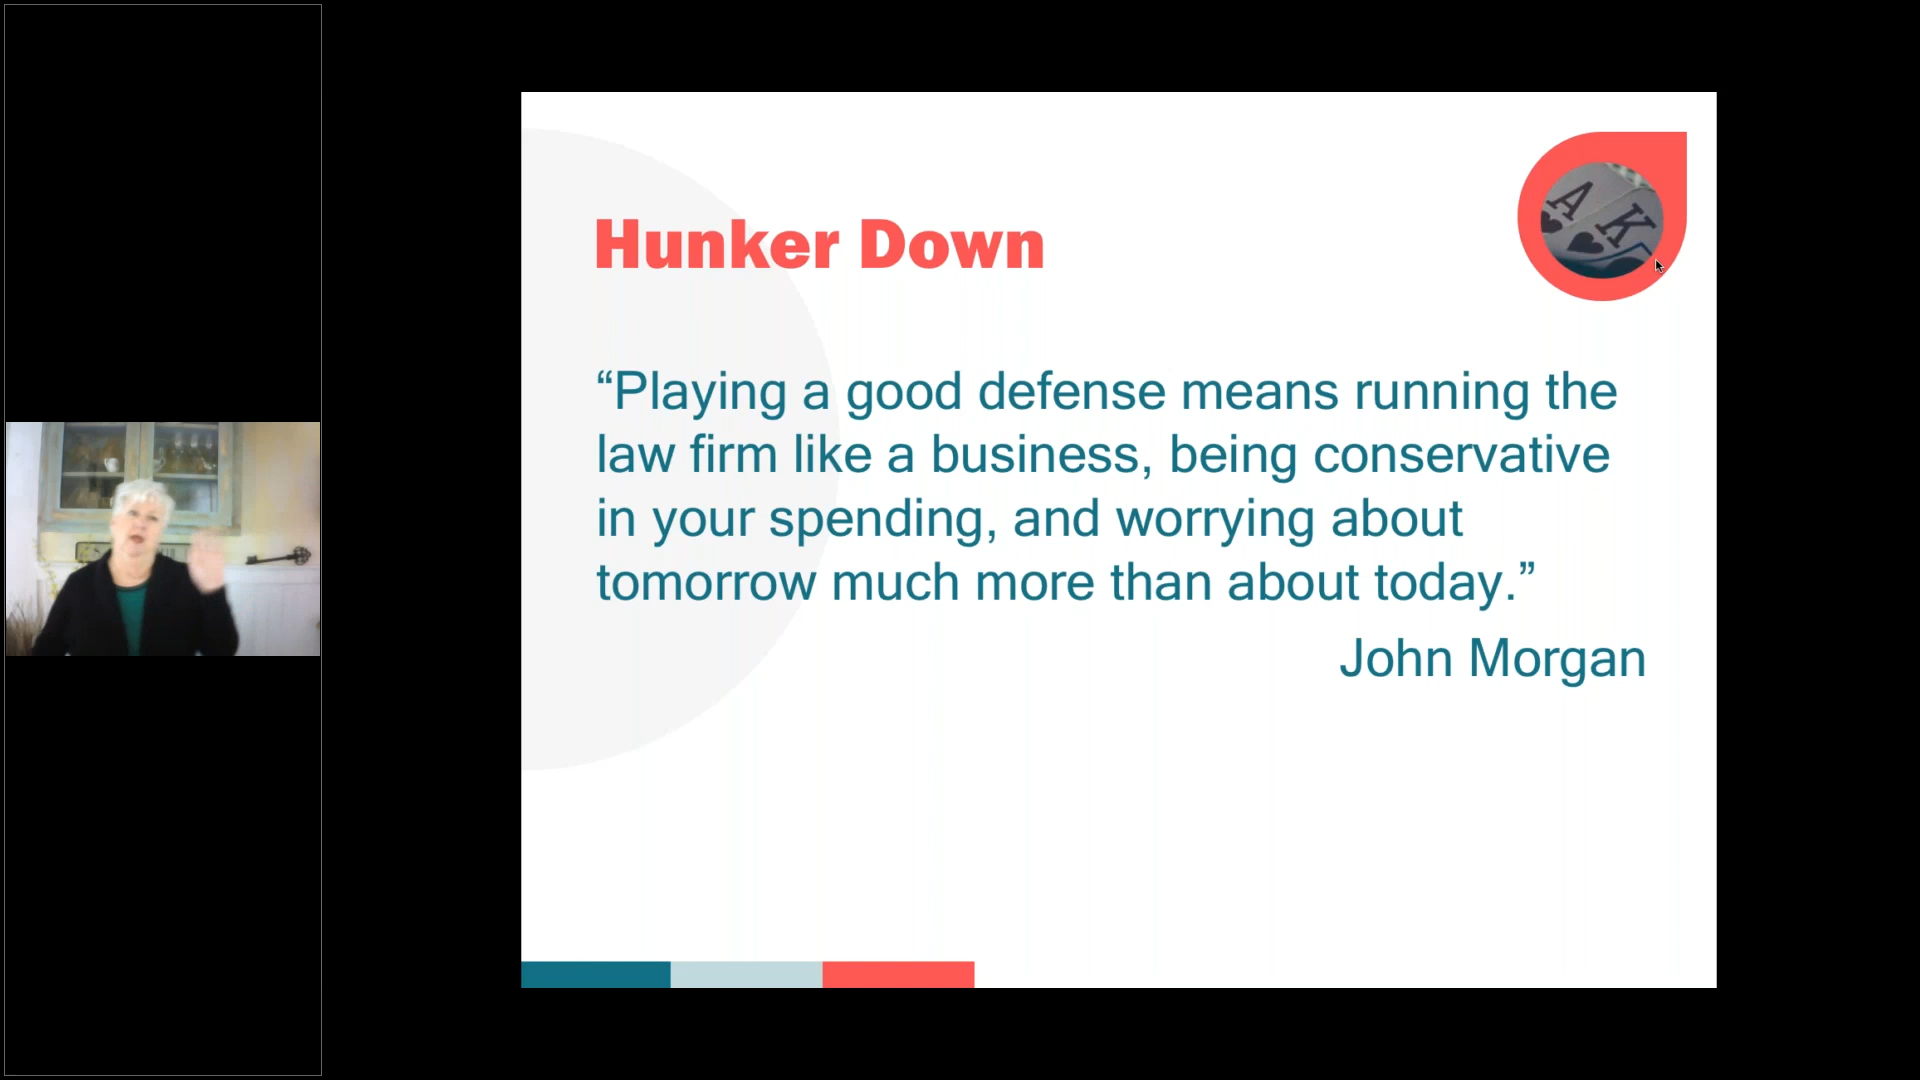 Hunker Down
A
K
“Playing a good defense means running the
law firm like a business, being conservative
in your spending, and worrying about
tomorrow much more than about today.”
John Morgan